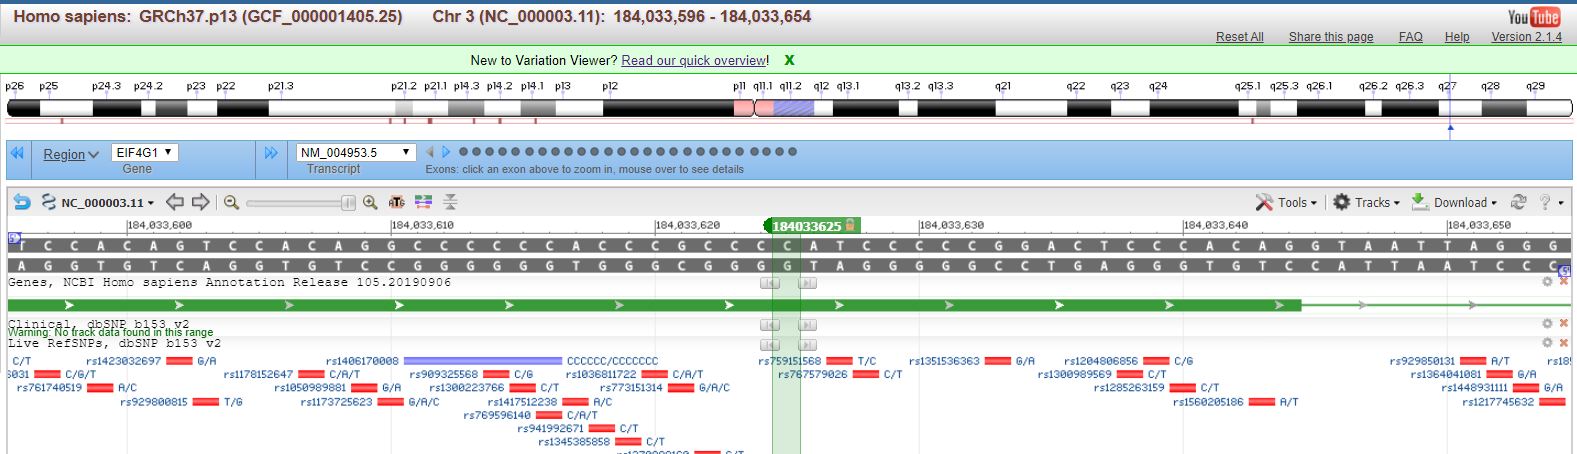 Homo sapiens: GRCh37.p13 (GCF_000001405.25) Chr 3 (NC_000003.11): 184,033,596 - 184,033,654
YouTube
Reset All Share this page FAQ Help Version 2.1.4
New to Variation Viewer? Read our quick overview! X
p26 p25 p24.3 p24.2 p23 p22 p21.3 p21.2 p21.1 p14.3 p14.2 p14.1 p13 p12 p11 q11.1 q11.2 q12 q13.1 q13.2 q13.3 q21 q22 q23 q24 q25.1 q25.3 q26.1 q26.2 q26.3 q27 q28 q29
Region EIF4G1 NM_004953.5
Gene Transcript Exons: click an exon above to zoom in, mouse over to see details
NC_000003.11 ATG Tools Tracks Download ?
184,033,600 184,033,610 184,033,620 184033625 184,033,630 184,033,640 184,033,650
T C C A C A G T C C A C A G G C C C C C A C C C G C C C C A T C C C C C G G A C T C C C A C A G G T A A T T A G G G
A G G T G T C A G G T G T C C G G G G G T G G G C G G G G T A G G G G G C C T G A G G G T G T C C A T T A A T C C C
Genes, NCBI Homo sapiens Annotation Release 105.20190906
Clinical, dbSNP b153 v2
Warning: No track data found in this range
Live RefSNPs, dbSNP b153 v2
C/T rs1423032697 G/A rs1406170008 CCCCCC/CCCCCCC rs759151568 T/C rs1351536363 G/A rs1204806856 C/G rs929850131 A/T
6031 C/G/T rs1178152647 C/A/T rs909325568 C/G rs1036811722 C/A/T rs767579026 C/T rs1300989569 C/T rs1364041081 G/A
rs761740519 A/C rs1050989881 G/A rs1300223766 C/T rs773151314 G/A/C rs1285263159 C/T rs1448931111 G/A
rs929800815 T/G rs1173725623 G/A/C rs1417512238 A/C rs1560205186 A/T rs1217745632
rs769596140 C/A/T
rs941992671 C/T
rs1345385858 C/T